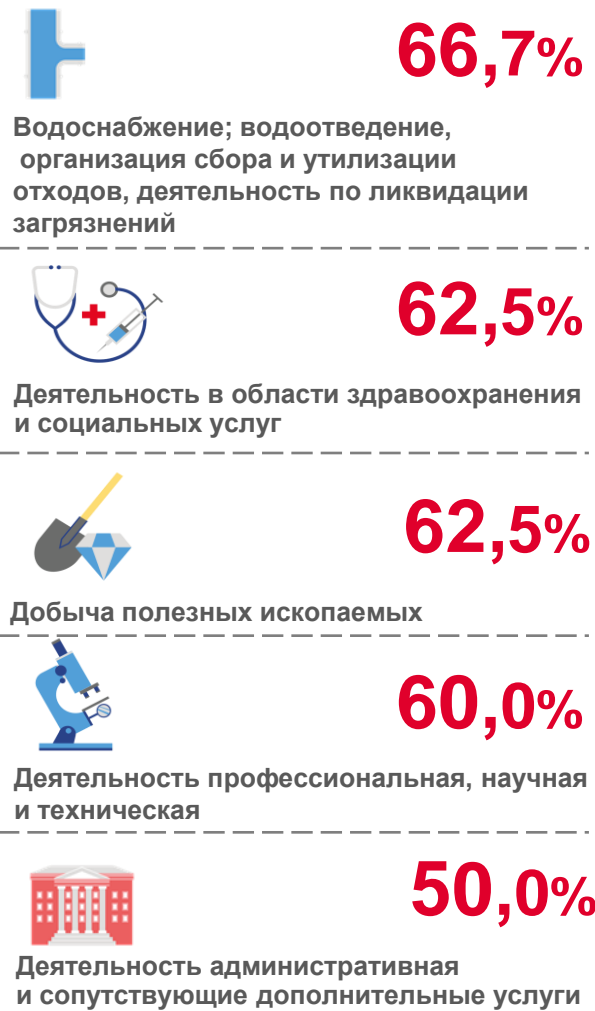 66,7%
Водоснабжение; водоотведение,
организация сбора и утилизации
отходов, деятельность по ликвидации
загрязнений
62,5%
Деятельность в области здравоохранения
и социальных услуг
62,5%
Добыча полезных ископаемых
60,0%
Деятельность профессиональная, научная
и техническая
50,0%
Деятельность административная
и сопутствующие дополнительные услуги